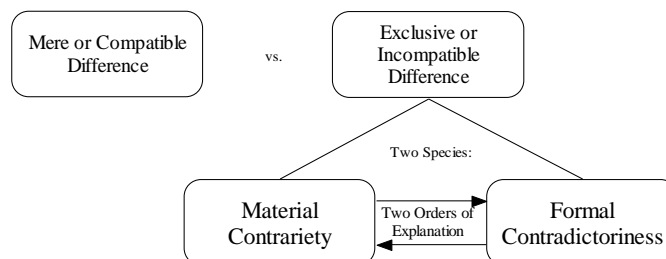 Mere or Compatible
Difference
vs.
Exclusive or
Incompatible
Difference
Two Species:
Material
Contrariety
Two Orders of
Explanation
Formal
Contradictoriness